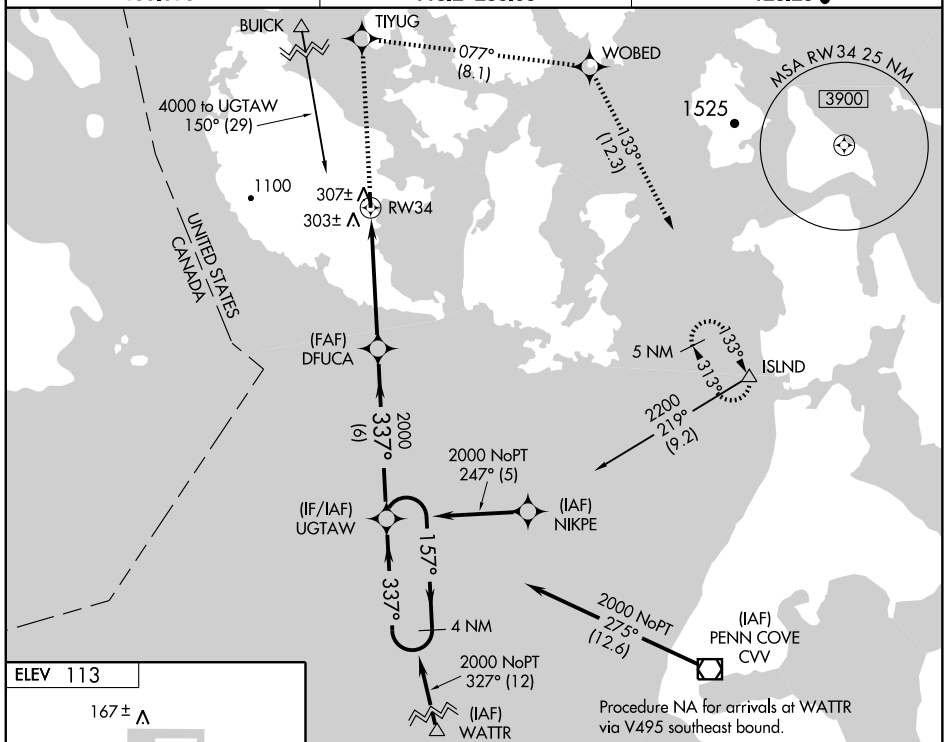 BUICK
TIYUG
077°
(8.1)
WOBED
MSA RW34 25 NM
3900
4000 to UGTAW
150° (29)
1525
133°
(12.3)
1100
307±
303±
RW34
UNITED STATES
CANADA
(FAF)
DFUCA
5 NM
133°
313°
ISLND
2200
219°
(9.2)
2000
337°
(6)
2000 NoPT
247° (5)
(IF/IAF)
UGTAW
(IAF)
NIKPE
157°
337°
4 NM
2000 NoPT
275°
(12.6)
(IAF)
PENN COVE
CVV
2000 NoPT
327° (12)
(IAF)
WATTR
ELEV 113
167±
Procedure NA for arrivals at WATTR
via V495 southeast bound.